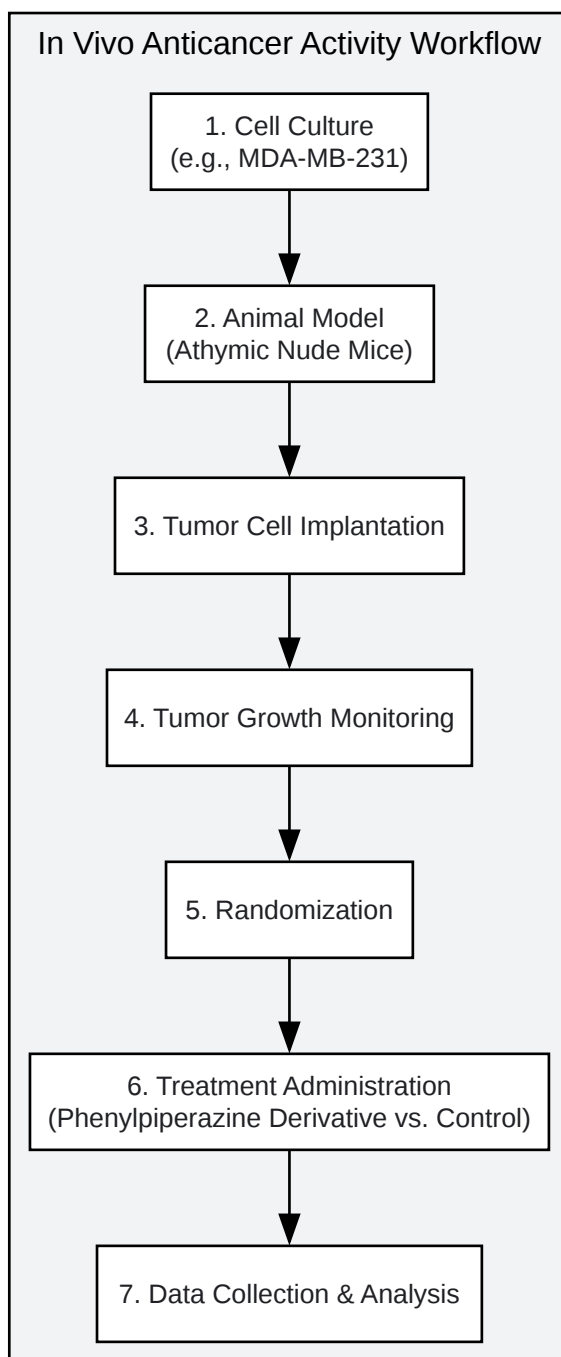 In Vivo Anticancer Activity Workflow
1. Cell Culture
(e.g., MDA-MB-231)
2. Animal Model
(Athymic Nude Mice)
3. Tumor Cell Implantation
4. Tumor Growth Monitoring
5. Randomization
6. Treatment Administration
(Phenylpiperazine Derivative vs. Control)
7. Data Collection & Analysis